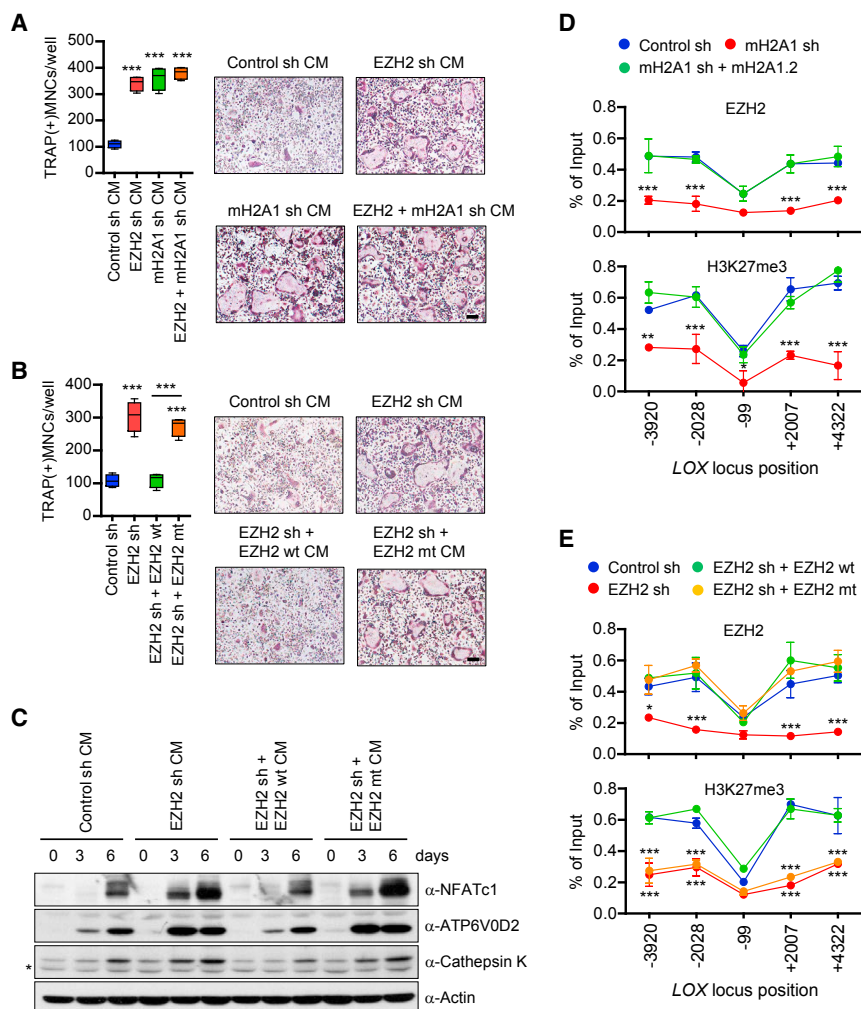 A
TRAP(+)MNCs/well
500
400
300
200
100
0
***
***
***
Control sh CM
EZH2 sh CM
mH2A1 sh CM
EZH2 + mH2A1 sh CM
Control sh CM
EZH2 sh CM
mH2A1 sh CM
EZH2 + mH2A1 sh CM
B
TRAP(+)MNCs/well
400
300
200
100
0
***
***
***
Control sh
EZH2 sh
EZH2 sh + EZH2 wt
EZH2 sh + EZH2 mt
Control sh CM
EZH2 sh CM
EZH2 sh +
EZH2 wt CM
EZH2 sh +
EZH2 mt CM
C
Control sh CM
EZH2 sh CM
EZH2 sh +
EZH2 wt CM
EZH2 sh +
EZH2 mt CM
0 3 6 0 3 6 0 3 6 0 3 6 days
α-NFATc1
α-ATP6V0D2
α-Cathepsin K
*
α-Actin
D
Control sh
mH2A1 sh
mH2A1 sh + mH2A1.2
EZH2
% of Input
0.8
0.6
0.4
0.2
0.0
*** *** *** ***
H3K27me3
% of Input
0.8
0.6
0.4
0.2
0.0
** *** * *** ***
-3920
-2028
-99
+2007
+4322
LOX locus position
E
Control sh
EZH2 sh + EZH2 wt
EZH2 sh
EZH2 sh + EZH2 mt
EZH2
% of Input
0.8
0.6
0.4
0.2
0.0
* *** *** ***
H3K27me3
% of Input
0.8
0.6
0.4
0.2
0.0
*** *** *** ***
*** *** *** ***
-3920
-2028
-99
+2007
+4322
LOX locus position